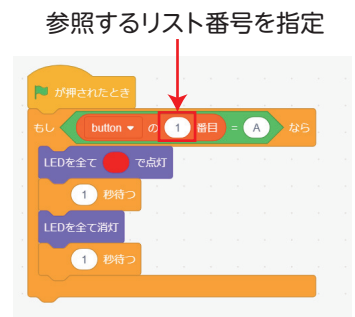 参照するリスト番号を指定
が押されたとき
もし button の 1 番目 = A なら
LEDを全て で点灯
1 秒待つ
LEDを全て消灯
1 秒待つ